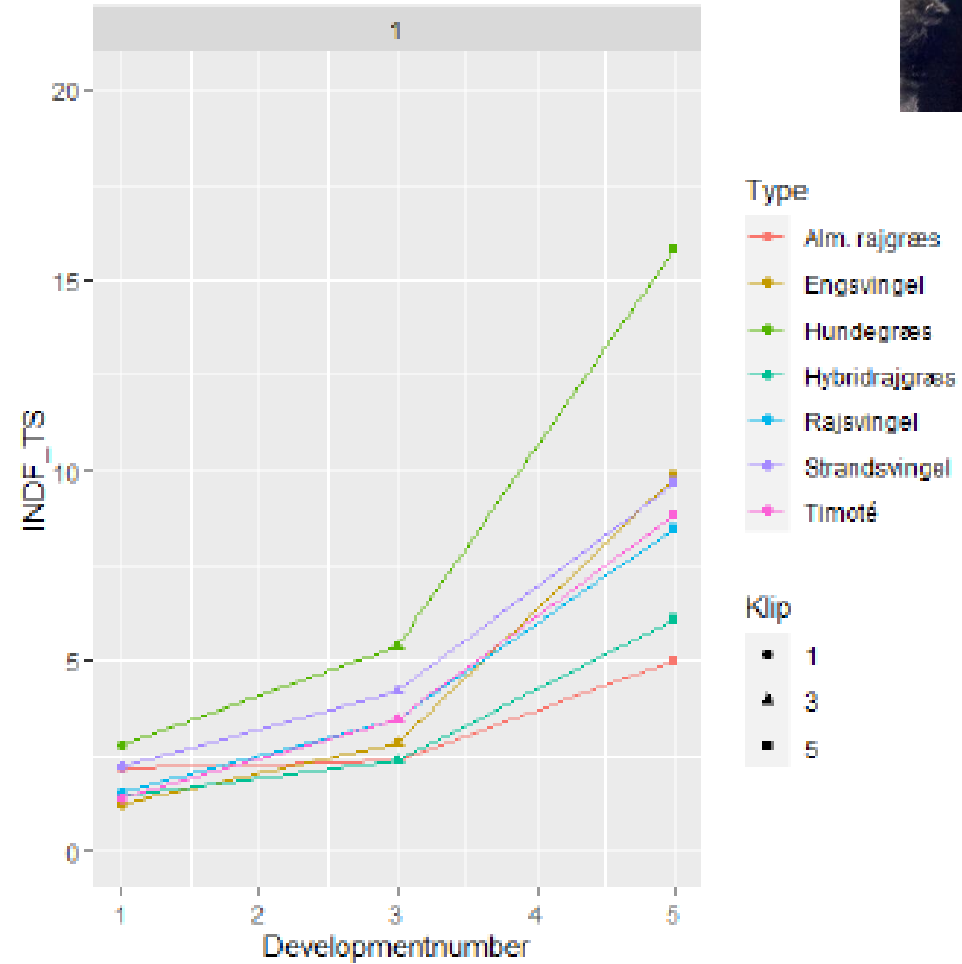 1
20
15
10
5
0
INDF_TS
1 2 3 4 5
Developmentnumber
Type
Alm. rajgræs
Engsvingel
Hundegræs
Hybridrajgræs
Rajsvingel
Strandsvingel
Timoté
Klip
1
3
5